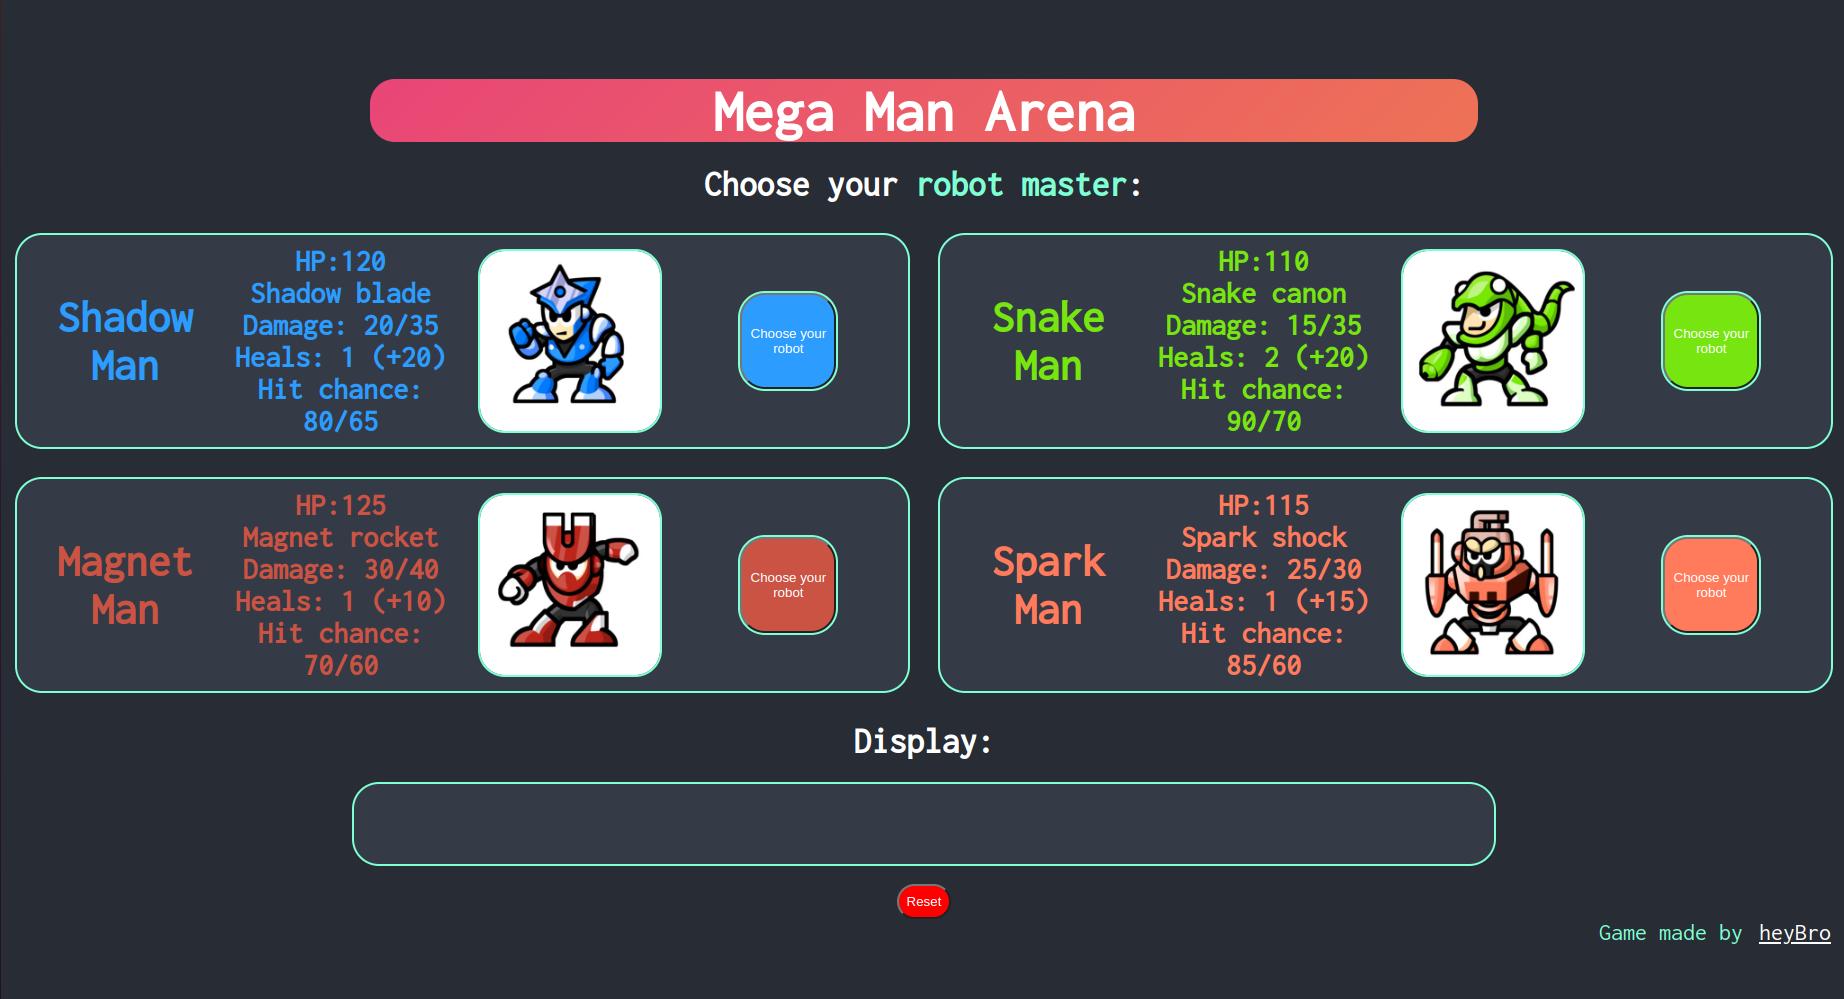 Mega Man Arena
Choose your robot master:
Shadow
Man
HP:120
Shadow blade
Damage: 20/35
Heals: 1 (+20)
Hit chance:
80/65
Choose your
robot
Snake
Man
HP:110
Snake canon
Damage: 15/35
Heals: 2 (+20)
Hit chance:
90/70
Choose your
robot
Magnet
Man
HP:125
Magnet rocket
Damage: 30/40
Heals: 1 (+10)
Hit chance:
70/60
Choose your
robot
Spark
Man
HP:115
Spark shock
Damage: 25/30
Heals: 1 (+15)
Hit chance:
85/60
Choose your
robot
Display:
Reset
Game made by heyBro